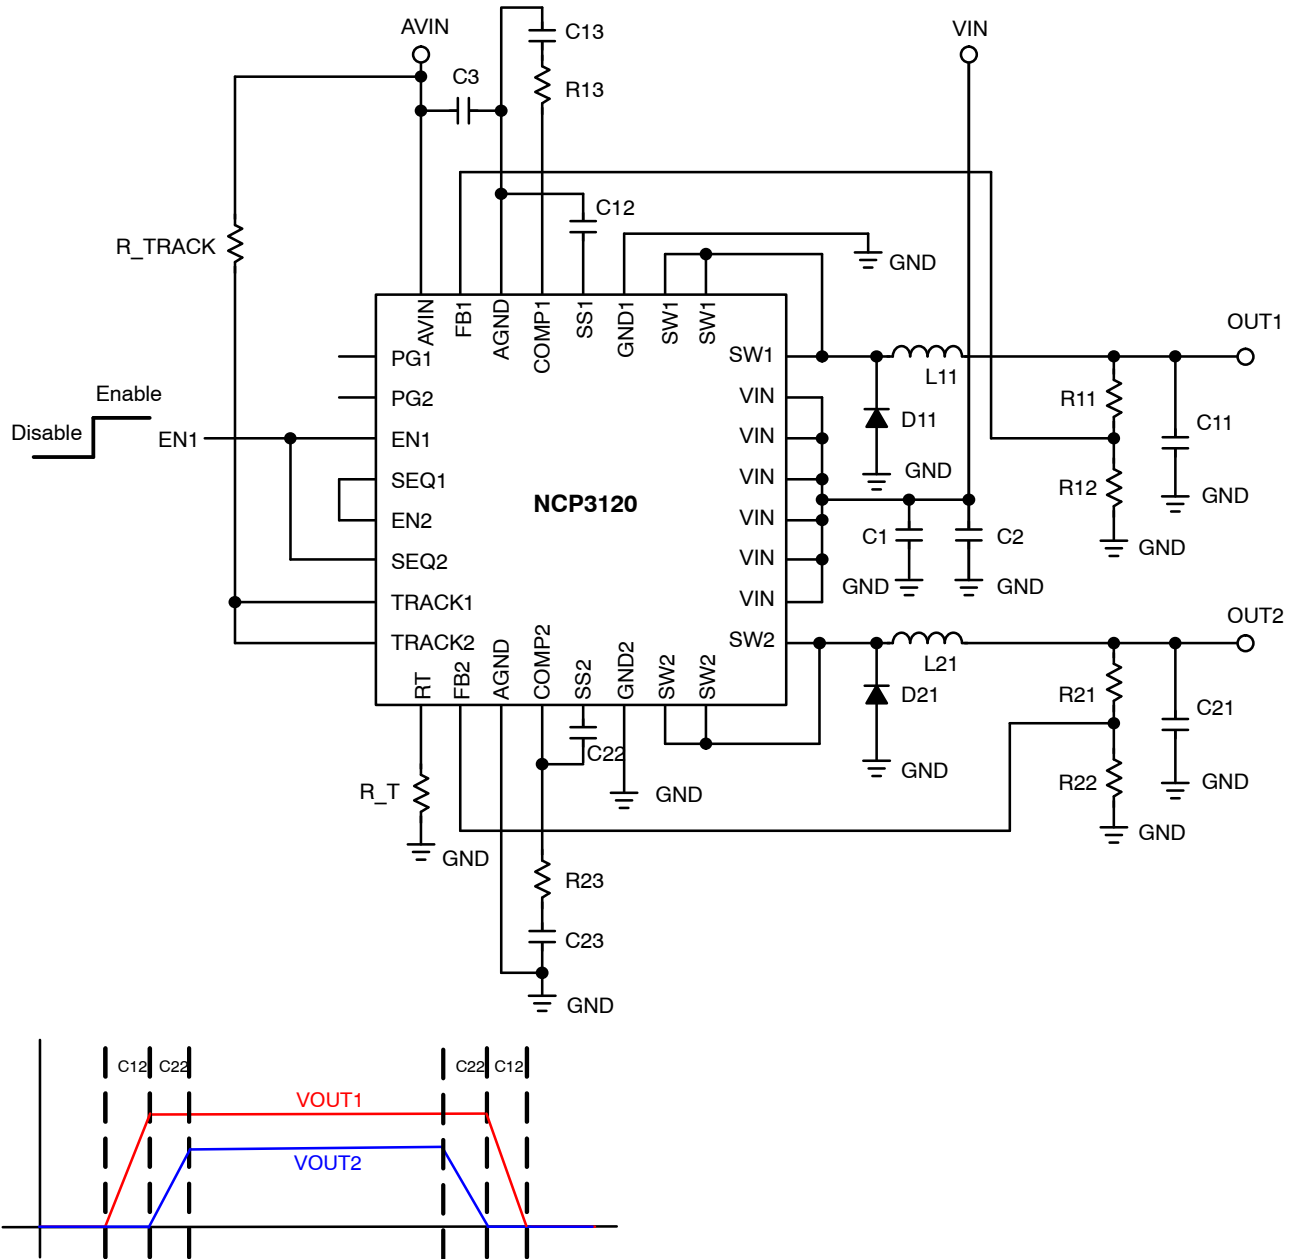 AVIN
C13
VIN
C3
R13
C12
R_TRACK
GND
AVIN
FB1
AGND
COMP1
SS1
GND1
SW1
SW1
OUT1
PG1
SW1
L11
Enable
PG2
VIN
R11
D11
C11
Disable
EN1
EN1
VIN
GND
SEQ1
VIN
R12
GND
NCP3120
EN2
VIN
C1
C2
GND
SEQ2
VIN
GND
GND
TRACK1
VIN
OUT2
TRACK2
SW2
L21
RT
FB2
AGND
COMP2
SS2
GND2
SW2
SW2
D21
R21
C21
C22
GND
R22
GND
R_T
GND
GND
GND
R23
C23
GND
C12
C22
C22
C12
VOUT1
VOUT2